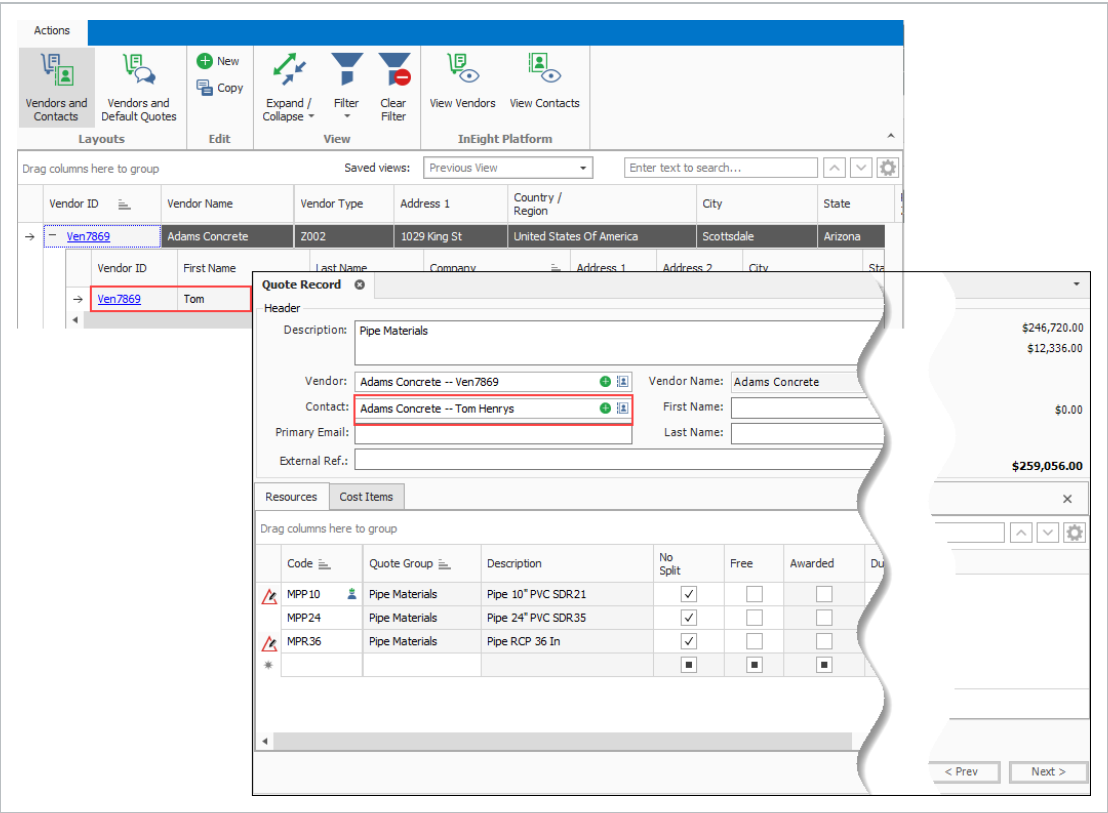 Actions
Vendors and Contacts
Vendors and Default Quotes
New
Copy
Expand / Collapse
Filter
Clear Filter
View Vendors
View Contacts
Layouts
Edit
View
InEight Platform
Drag columns here to group
Saved views:
Previous View
Enter text to search...
Vendor ID
Vendor Name
Vendor Type
Address 1
Country / Region
City
State
Ven7869
Adams Concrete
Z002
1029 King St
United States Of America
Scottsdale
Arizona
Vendor ID
First Name
Last Name
Company
Address 1
Address 2
City
Sta
Ven7869
Tom
Quote Record
Header
Description:
Pipe Materials
$246,720.00
$12,336.00
Vendor:
Adams Concrete -- Ven7869
Vendor Name:
Adams Concrete
Contact:
Adams Concrete -- Tom Henrys
First Name:
$0.00
Primary Email:
Last Name:
External Ref.:
$259,056.00
Resources
Cost Items
Drag columns here to group
Code
Quote Group
Description
No Split
Free
Awarded
Du
MPP10
Pipe Materials
Pipe 10" PVC SDR21
MPP24
Pipe Materials
Pipe 24" PVC SDR35
MPR36
Pipe Materials
Pipe RCP 36 In
< Prev
Next >